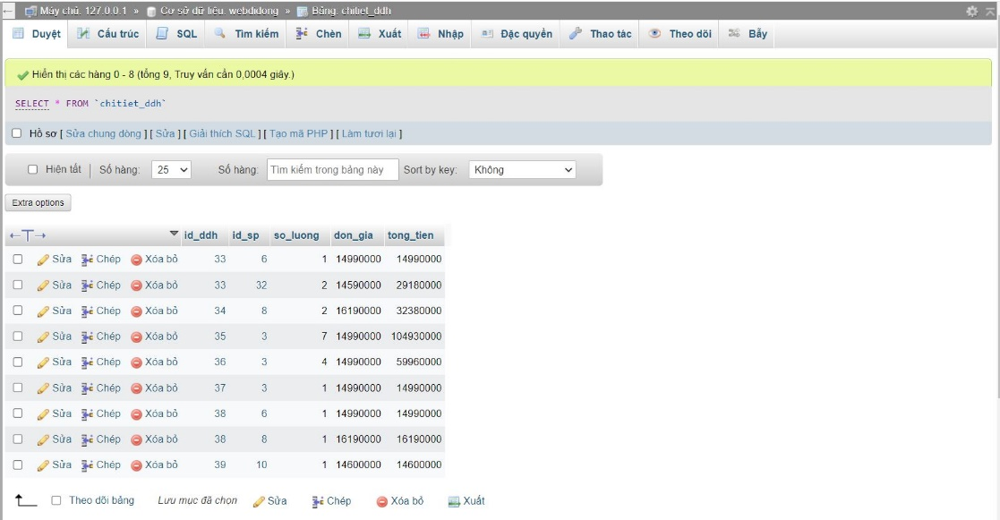 Máy chủ: 127.0.0.1 » Cơ sở dữ liệu: webdidong » Bảng: chitiet_ddh
Duyệt Cấu trúc SQL Tìm kiếm Chèn Xuất Nhập Đặc quyền Thao tác Theo dõi Bẫy
Hiển thị các hàng 0 - 8 (tổng 9, Truy vấn cần 0,0004 giây.)
SELECT * FROM `chitiet_ddh`
Hồ sơ [ Sửa chung dòng ] [ Sửa ] [ Giải thích SQL ] [ Tạo mã PHP ] [ Làm tươi lại ]
Hiện tất | Số hàng: 25 Số hàng: Tìm kiếm trong bảng này Sort by key: Không
Extra options
←T→ id_ddh id_sp so_luong don_gia tong_tien
Sửa Chép Xóa bỏ 33 6 1 14990000 14990000
Sửa Chép Xóa bỏ 33 32 2 14590000 29180000
Sửa Chép Xóa bỏ 34 8 2 16190000 32380000
Sửa Chép Xóa bỏ 35 3 7 14990000 104930000
Sửa Chép Xóa bỏ 36 3 4 14990000 59960000
Sửa Chép Xóa bỏ 37 3 1 14990000 14990000
Sửa Chép Xóa bỏ 38 6 1 14990000 14990000
Sửa Chép Xóa bỏ 38 8 1 16190000 16190000
Sửa Chép Xóa bỏ 39 10 1 14600000 14600000
Theo dõi bảng Lưu mục đã chọn Sửa Chép Xóa bỏ Xuất